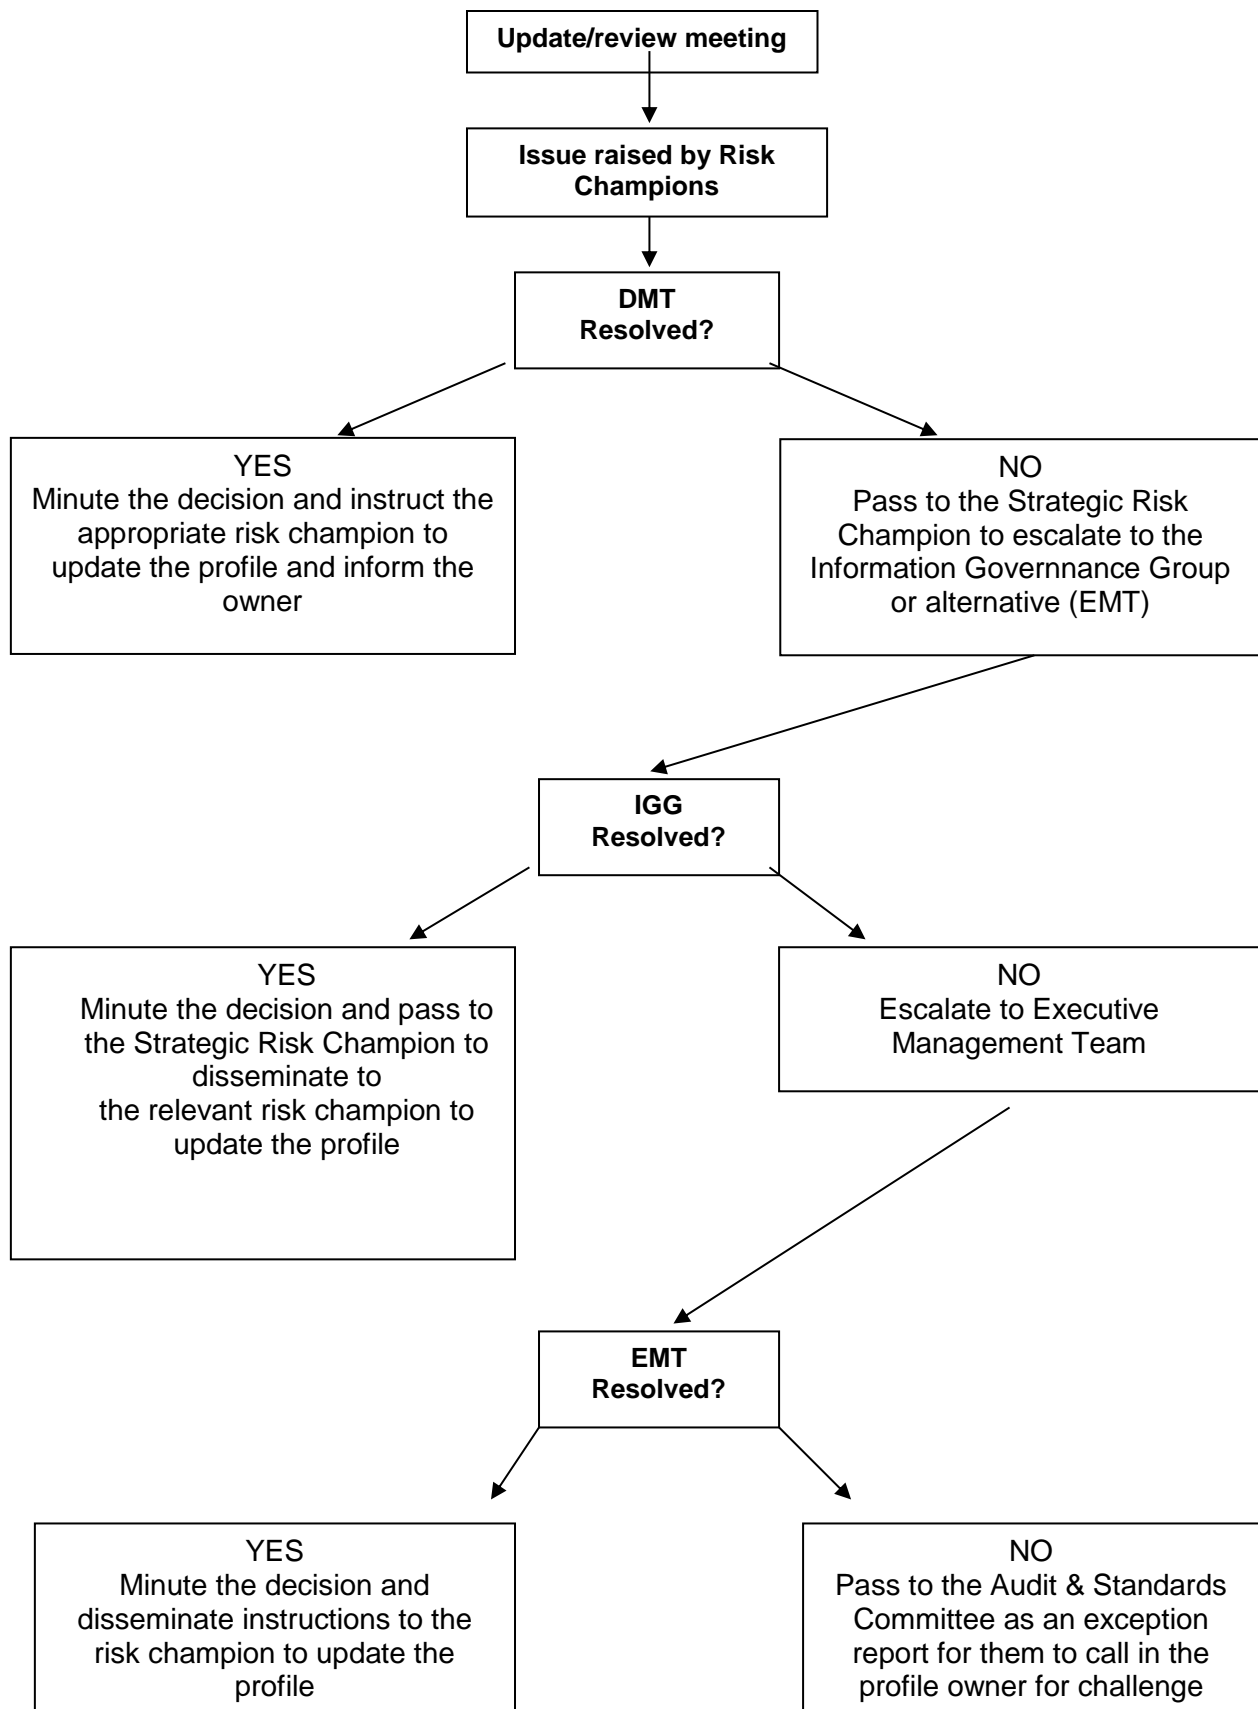 Update/review meeting
Issue raised by Risk
Champions
DMT
Resolved?
YES
Minute the decision and instruct the
appropriate risk champion to
update the profile and inform the
owner
NO
Pass to the Strategic Risk
Champion to escalate to the
Information Governnance Group
or alternative (EMT)
IGG
Resolved?
YES
Minute the decision and pass to
the Strategic Risk Champion to
disseminate to
the relevant risk champion to
update the profile
NO
Escalate to Executive
Management Team
EMT
Resolved?
YES
Minute the decision and
disseminate instructions to the
risk champion to update the
profile
NO
Pass to the Audit & Standards
Committee as an exception
report for them to call in the
profile owner for challenge